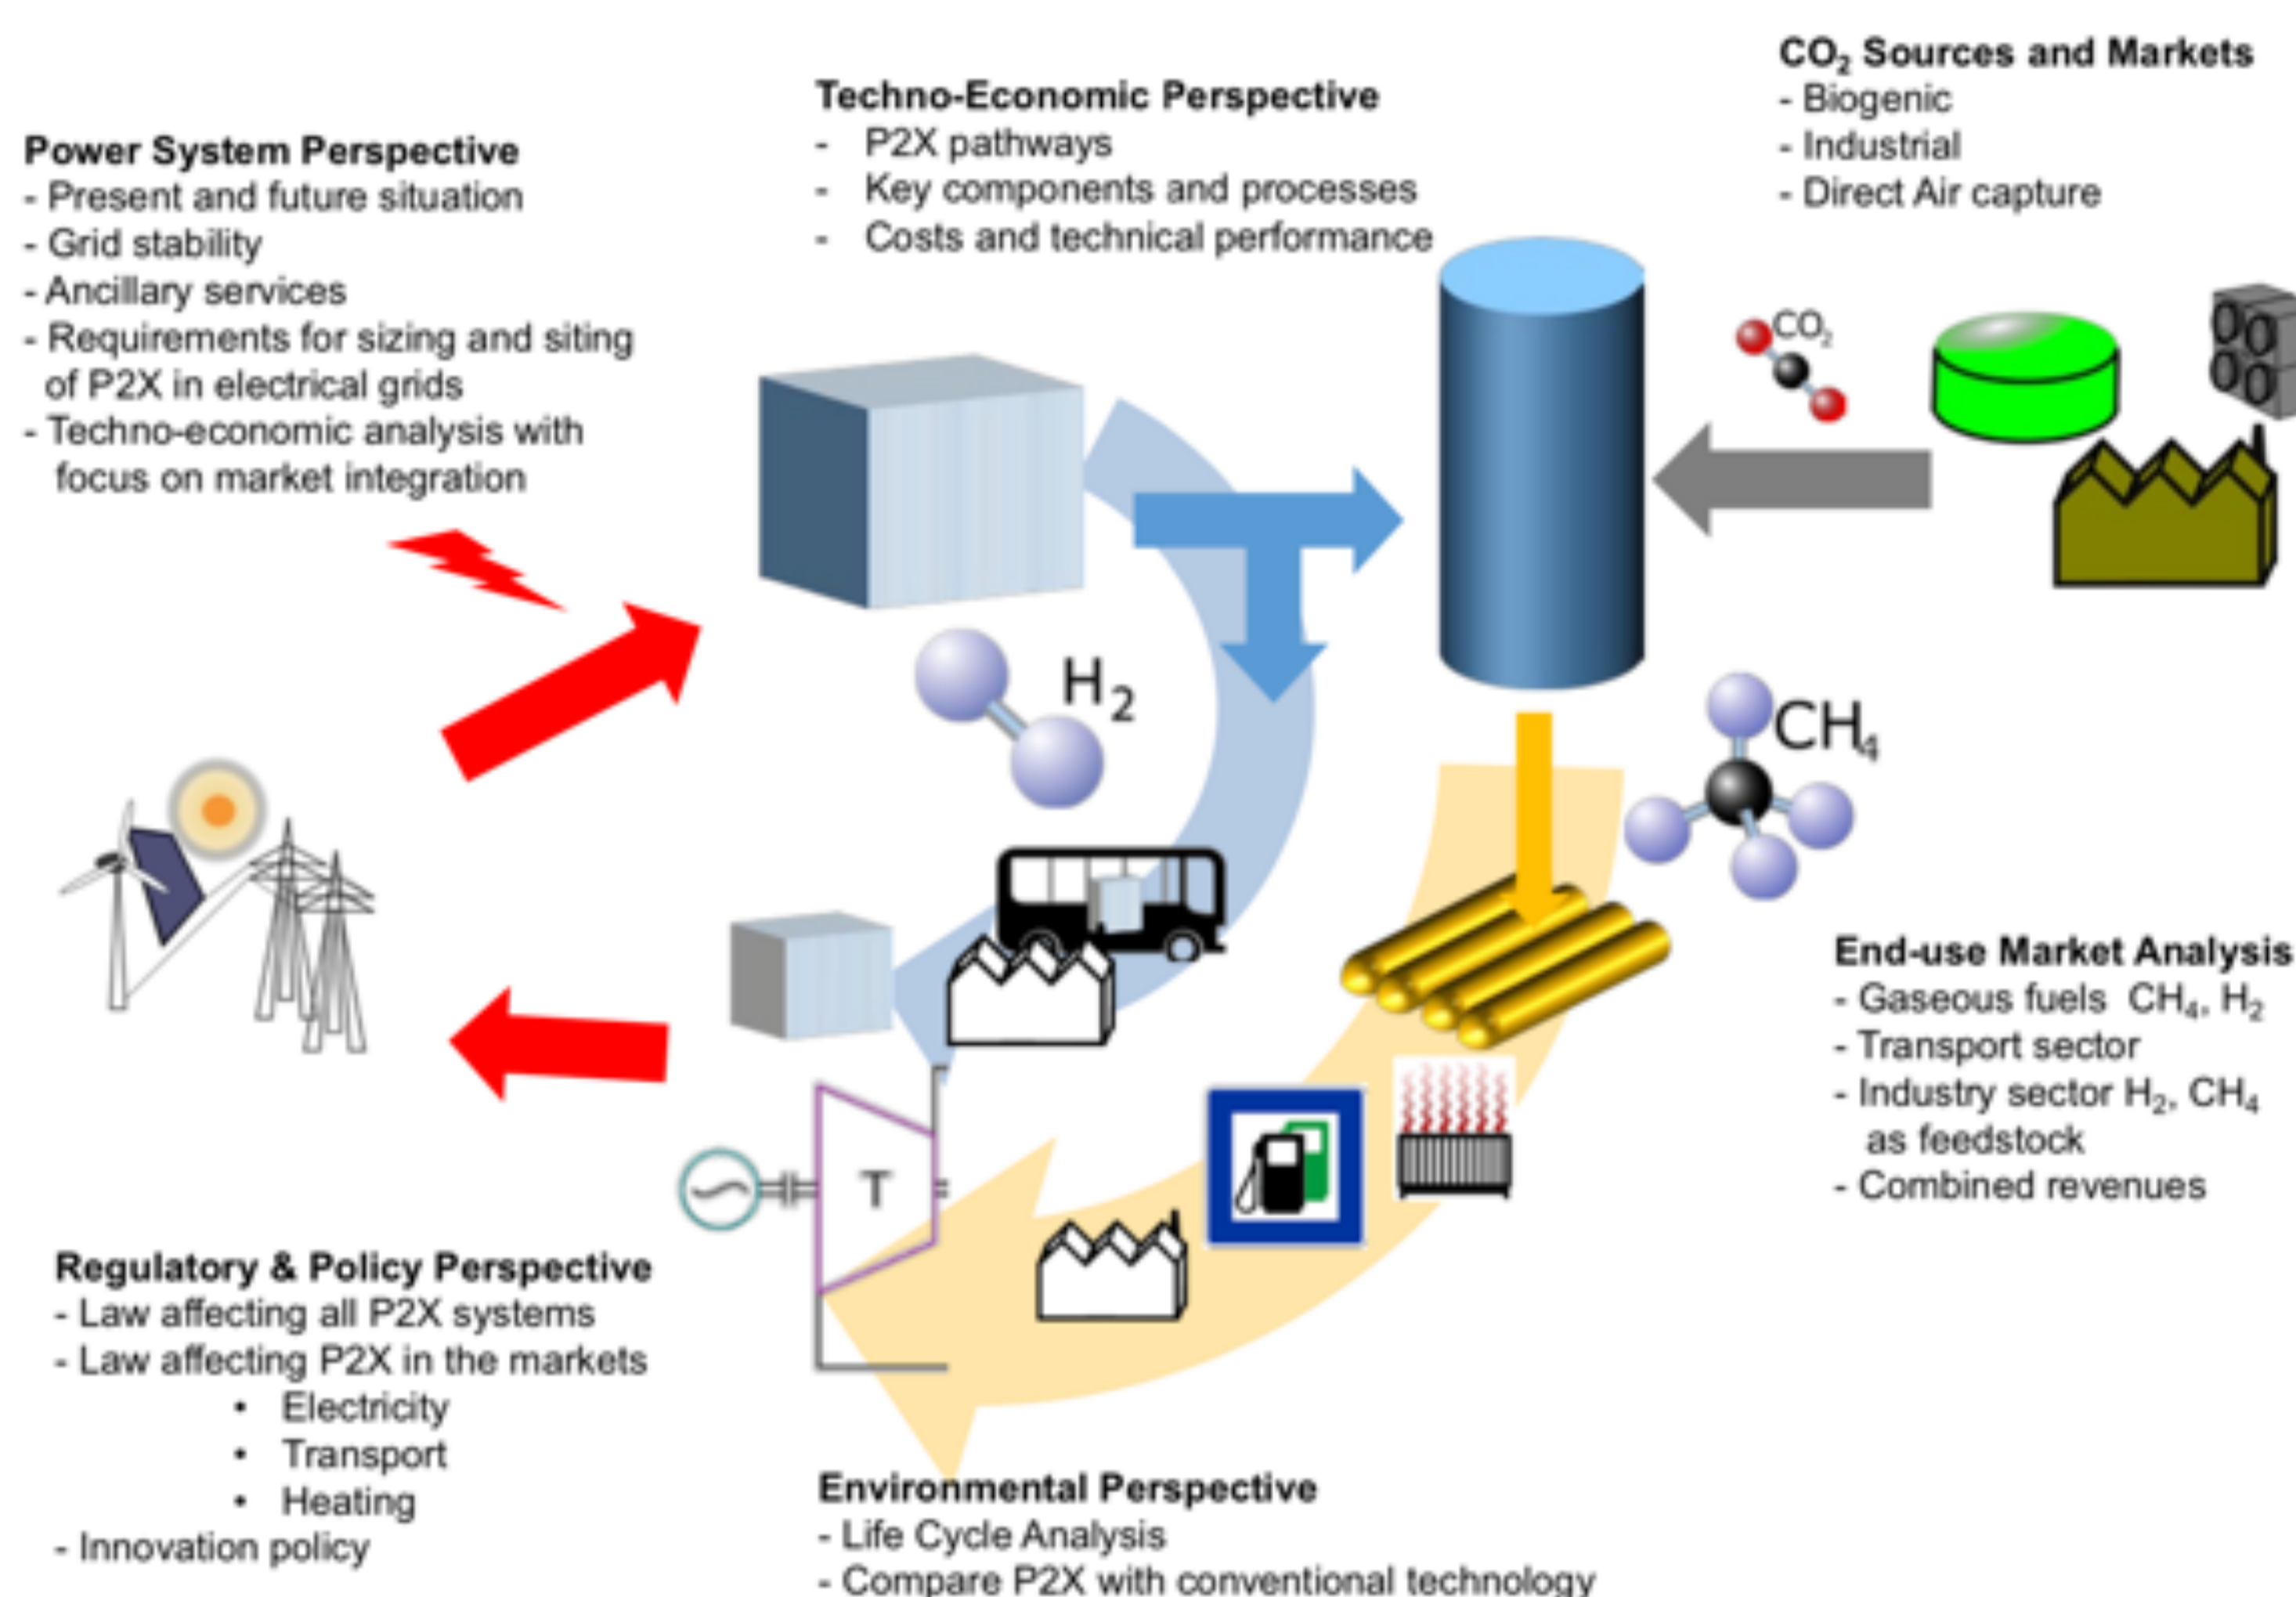 Power System Perspective
- Present and future situation
- Grid stability
- Ancillary services
- Requirements for sizing and siting
of P2X in electrical grids
- Techno-economic analysis with
focus on market integration
Techno-Economic Perspective
- P2X pathways
- Key components and processes
- Costs and technical performance
CO₂ Sources and Markets
- Biogenic
- Industrial
- Direct Air capture
CO₂
H₂
CH₄
End-use Market Analysis
- Gaseous fuels CH₄, H₂
- Transport sector
- Industry sector H₂, CH₄
as feedstock
- Combined revenues
T
Regulatory & Policy Perspective
- Law affecting all P2X systems
- Law affecting P2X in the markets
• Electricity
• Transport
• Heating
- Innovation policy
Environmental Perspective
- Life Cycle Analysis
- Compare P2X with conventional technology